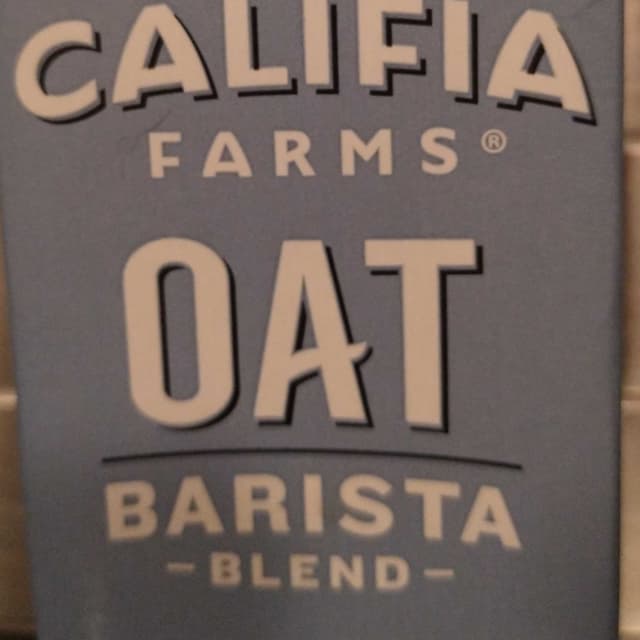 CALIFIA
FARMS®
OAT
BARISTA
-BLEND-